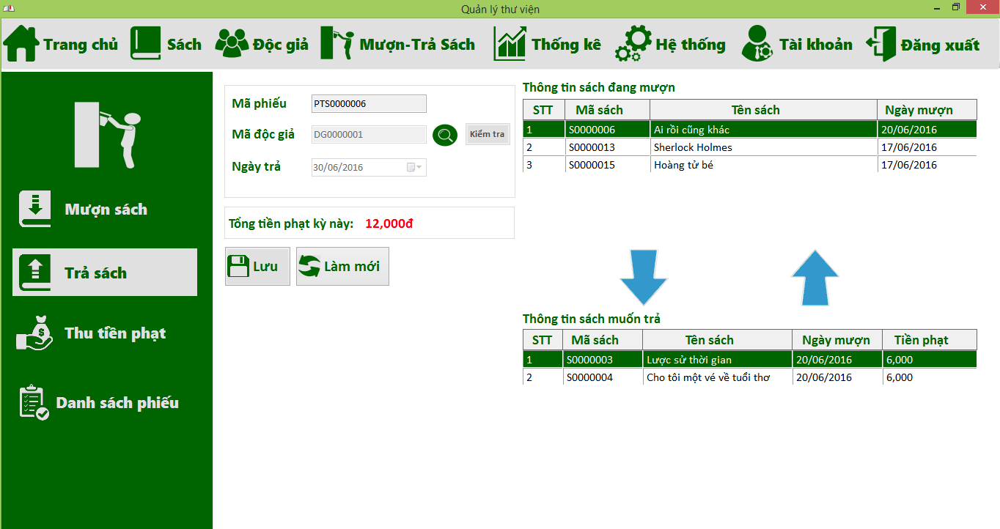 Quản lý thư viện
Trang chủ Sách Độc giả Mượn-Trả Sách Thống kê Hệ thống Tài khoản Đăng xuất
Mượn sách
Trả sách
Thu tiền phạt
Danh sách phiếu
Mã phiếu PTS0000006
Mã độc giả DG0000001 Kiểm tra
Ngày trả 30/06/2016
Tổng tiền phạt kỳ này: 12,000đ
Lưu Làm mới
Thông tin sách đang mượn
STT Mã sách Tên sách Ngày mượn
1 S0000006 Ai rồi cũng khác 20/06/2016
2 S0000013 Sherlock Holmes 17/06/2016
3 S0000015 Hoàng tử bé 17/06/2016
Thông tin sách muốn trả
STT Mã sách Tên sách Ngày mượn Tiền phạt
1 S0000003 Lược sử thời gian 20/06/2016 6,000
2 S0000004 Cho tôi một vé về tuổi thơ 20/06/2016 6,000